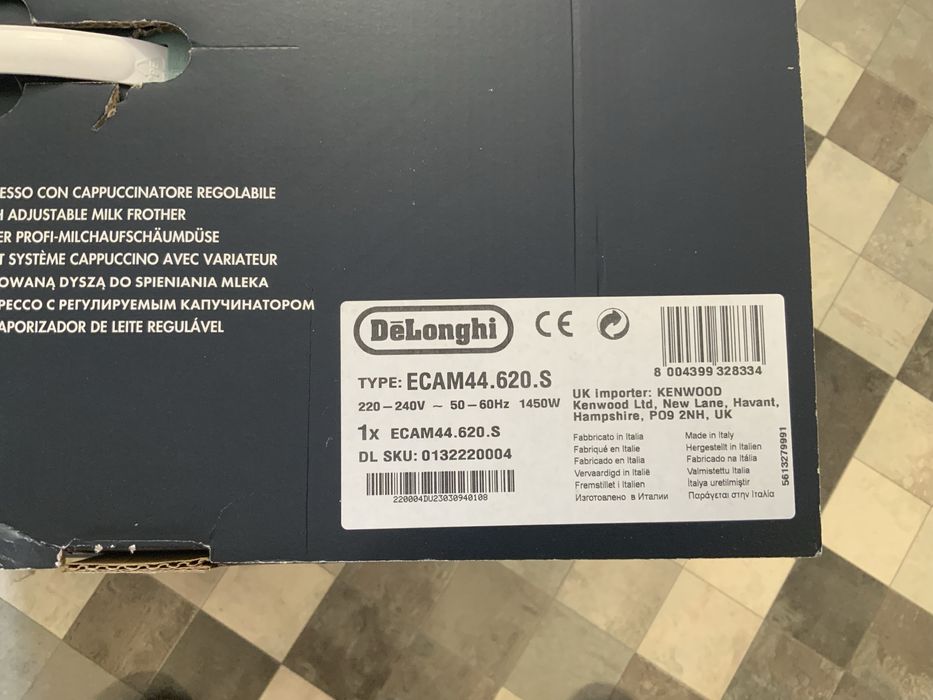 ESSO CON CAPPUCCINATORE REGOLABILE
H ADJUSTABLE MILK FROTHER
ER PROFI-MILCHAUFSCHÄUMDÜSE
T SYSTÈME CAPPUCCINO AVEC VARIATEUR
OWANĄ DYSZĄ DO SPIENIANIA MLEKA
РЕССО С РЕГУЛИРУЕМЫМ КАПУЧИНАТОРОМ
APORIZADOR DE LEITE REGULÁVEL
DēLonghi
CE
8 004399 328334
TYPE: ECAM44.620.S
220–240V ~ 50–60Hz 1450W
1x ECAM44.620.S
DL SKU: 0132220004
220004DU23030940108
UK Importer: KENWOOD
Kenwood Ltd, New Lane, Havant,
Hampshire, PO9 2NH, UK
Fabbricato in Italia
Fabriqué en Italie
Fabricado en Italia
Vervaardigd in Italië
Fremstillet i Italien
Изготовлено в Италии
Made in Italy
Hergestellt in Italien
Fabricado na Itália
Valmistettu Italia
İtalya uretilmiştir
Παράγεται στην Ιταλία
5613279991